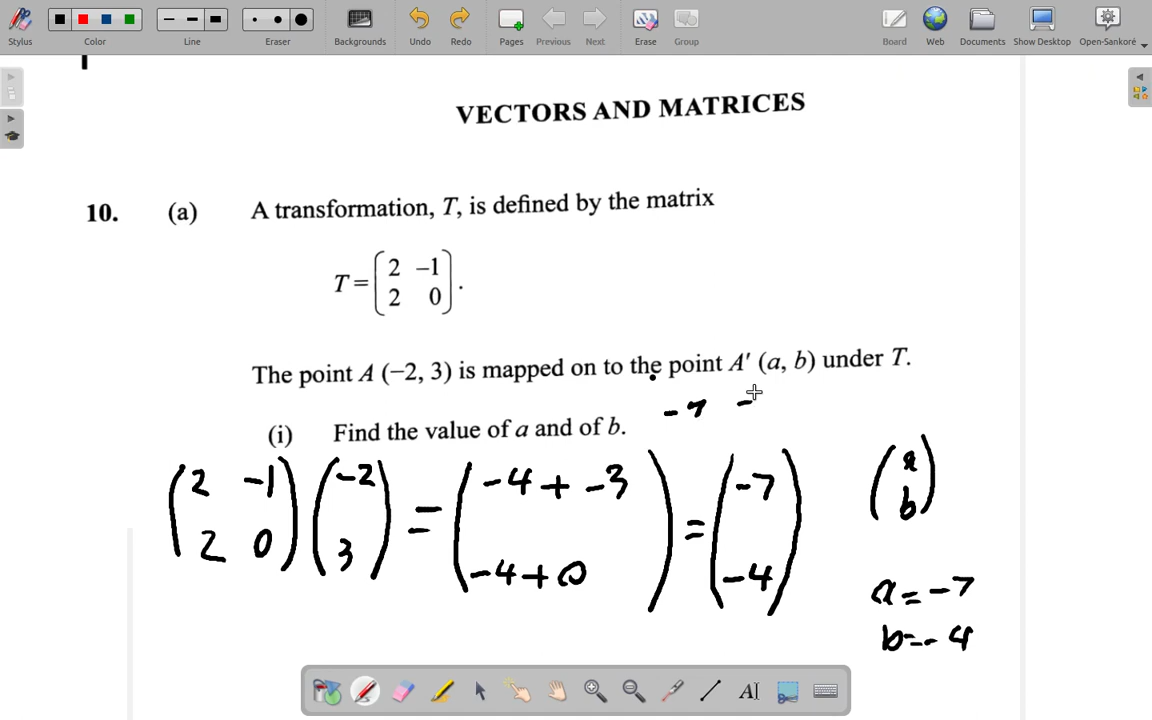 Stylus Color Line Eraser Backgrounds Undo Redo Pages Previous Next Erase Group Board Web Documents Show Desktop Open-Sankoré
VECTORS AND MATRICES
10. (a) A transformation, T, is defined by the matrix
T = (2 −1
2 0).
The point A (−2, 3) is mapped on to the point A′ (a, b) under T.
-7 -
(i) Find the value of a and of b.
(2 -1 (-2 = (-4 + -3 = (-7 (a
2 0) 3) -4 + 0) -4) b)
a = -7
b = -4